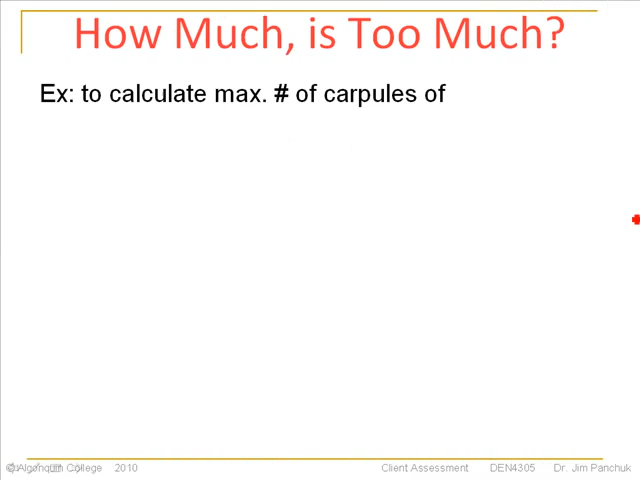 How Much, is Too Much?
Ex: to calculate max. # of carpules of
© Algonquin College 2010 Client Assessment DEN4305 Dr. Jim Panchuk